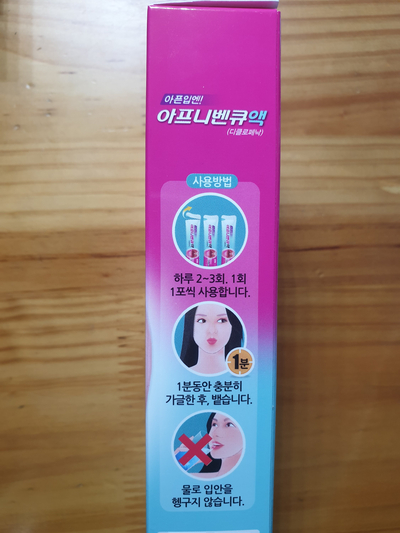 아픈입엔!
아프니벤큐액
(디클로페낙)
사용방법
하루 2~3회, 1회
1포씩 사용합니다.
1분
1분동안 충분히
가글한 후, 뱉습니다.
물로 입안을
헹구지 않습니다.